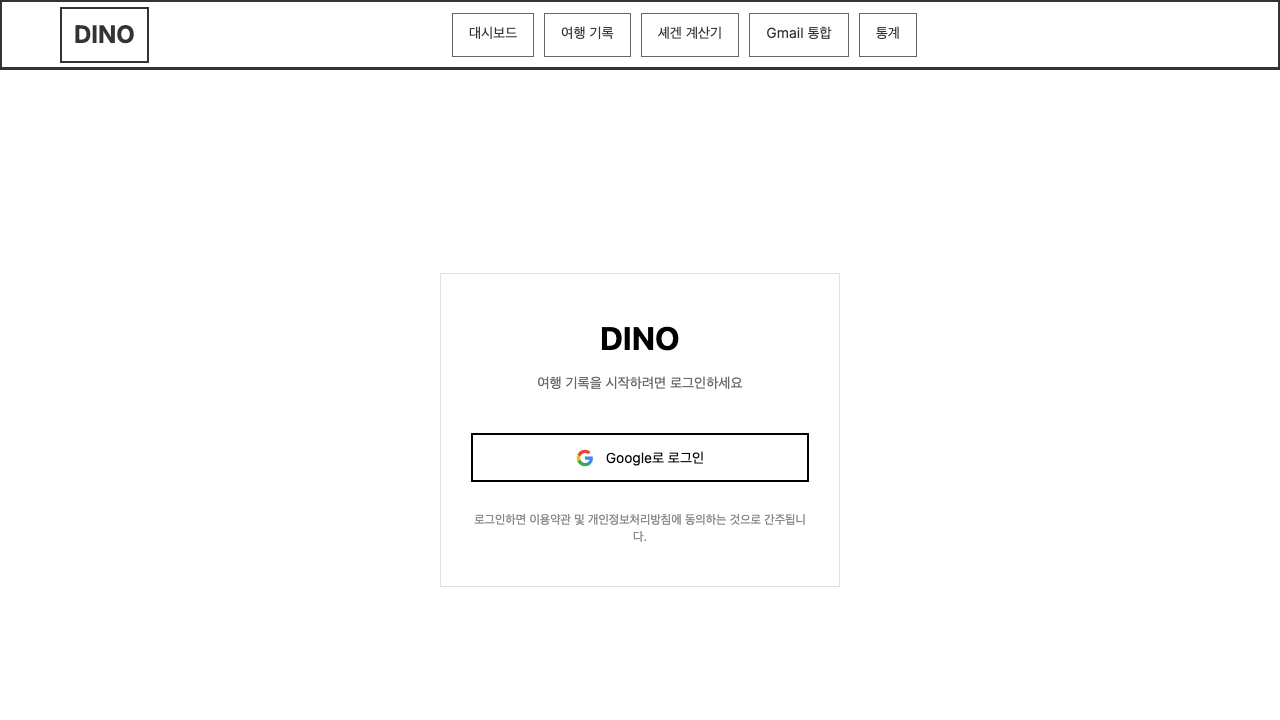 DINO
대시보드
여행 기록
셰겐 계산기
Gmail 통합
통계
DINO
여행 기록을 시작하려면 로그인하세요
Google로 로그인
로그인하면 이용약관 및 개인정보처리방침에 동의하는 것으로 간주됩니
다.